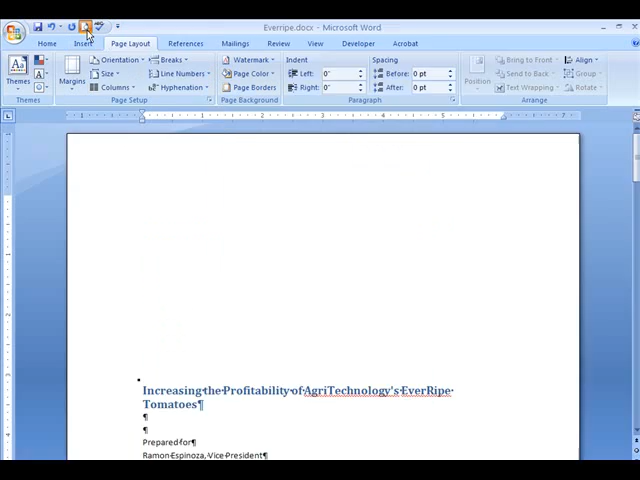 Everripe.docx - Microsoft Word
Home Insert Page Layout References Mailings Review View Developer Acrobat
Themes
Margins
Orientation
Size
Columns
Breaks
Line Numbers
Hyphenation
Page Setup
Watermark
Page Color
Page Borders
Page Background
Indent
Left: 0"
Right: 0"
Spacing
Before: 0 pt
After: 0 pt
Paragraph
Position
Bring to Front
Send to Back
Text Wrapping
Align
Group
Rotate
Arrange
Themes
Increasing·the·Profitability·of·AgriTechnology's·EverRipe·
Tomatoes¶
¶
¶
Prepared·for¶
Ramon·Espinoza,·Vice·President¶